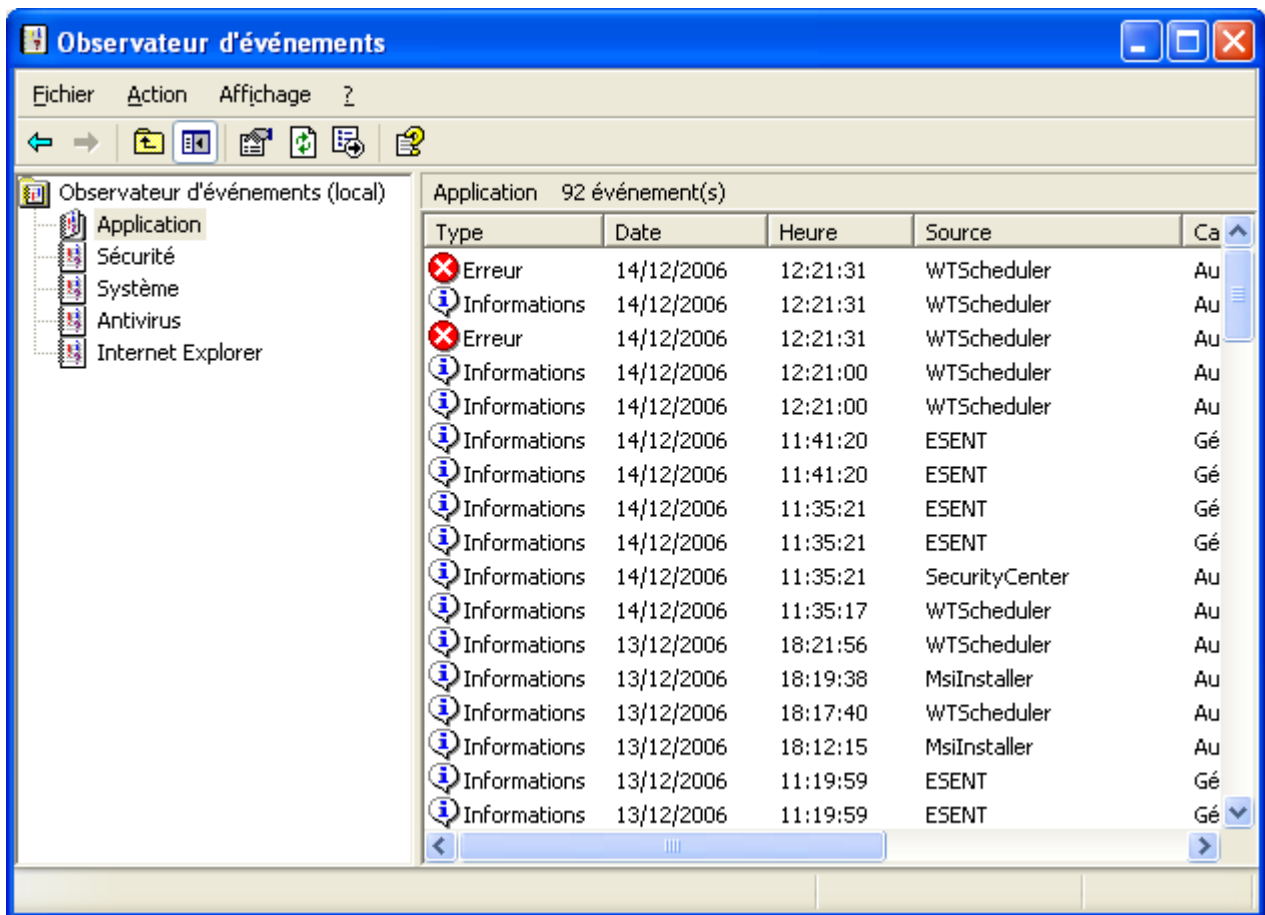 Observateur d'événements
Fichier Action Affichage ?
Observateur d'événements (local)
Application
Sécurité
Système
Antivirus
Internet Explorer
Application 92 événement(s)
Type Date Heure Source Ca
Erreur 14/12/2006 12:21:31 WTScheduler Au
Informations 14/12/2006 12:21:31 WTScheduler Au
Erreur 14/12/2006 12:21:31 WTScheduler Au
Informations 14/12/2006 12:21:00 WTScheduler Au
Informations 14/12/2006 12:21:00 WTScheduler Au
Informations 14/12/2006 11:41:20 ESENT Gé
Informations 14/12/2006 11:41:20 ESENT Gé
Informations 14/12/2006 11:35:21 ESENT Gé
Informations 14/12/2006 11:35:21 ESENT Gé
Informations 14/12/2006 11:35:21 SecurityCenter Au
Informations 14/12/2006 11:35:17 WTScheduler Au
Informations 13/12/2006 18:21:56 WTScheduler Au
Informations 13/12/2006 18:19:38 MsiInstaller Au
Informations 13/12/2006 18:17:40 WTScheduler Au
Informations 13/12/2006 18:12:15 MsiInstaller Au
Informations 13/12/2006 11:19:59 ESENT Gé
Informations 13/12/2006 11:19:59 ESENT Gé